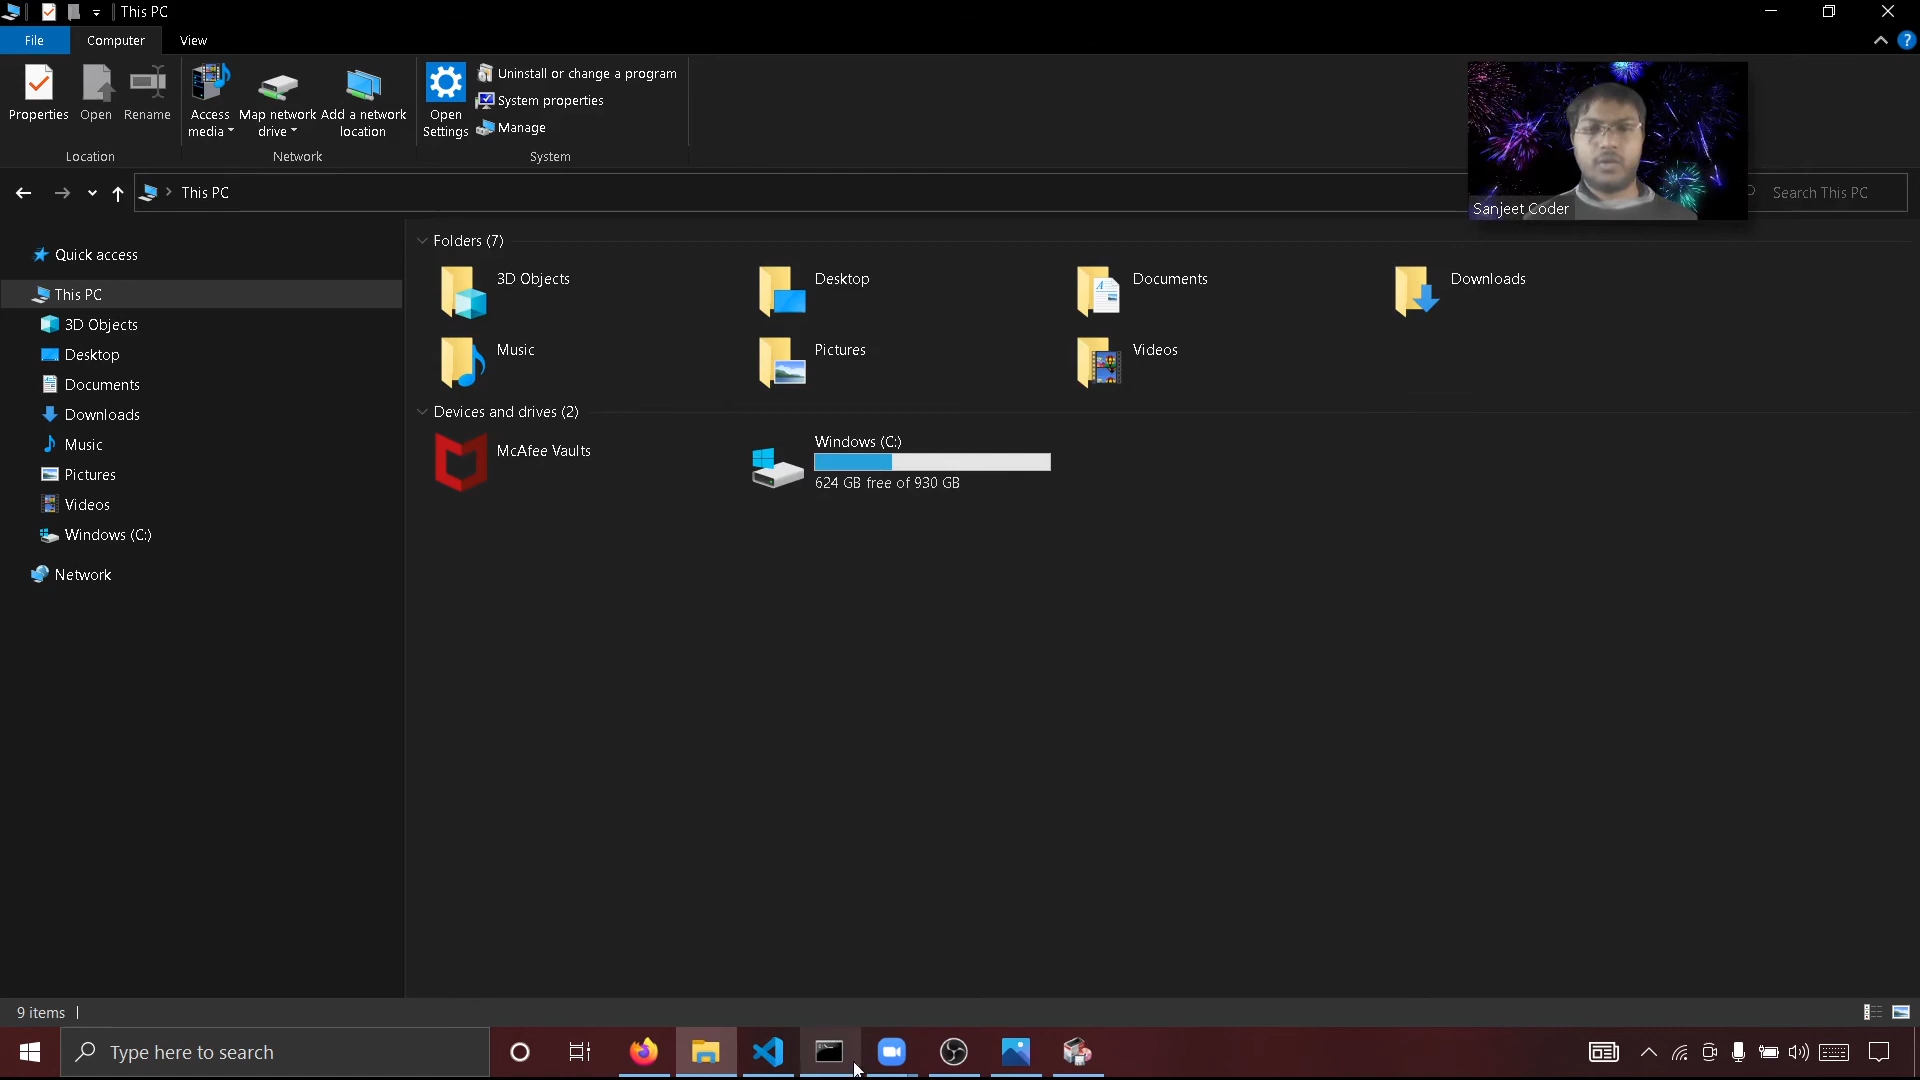 This PC
File
Computer
View
?
Properties
Open
Rename
Access
media
Map network
drive
Add a network
location
Open
Settings
Uninstall or change a program
System properties
Manage
Location
Network
System
This PC
Search This PC
Sanjeet Coder
Quick access
This PC
3D Objects
Desktop
Documents
Downloads
Music
Pictures
Videos
Windows (C:)
Network
Folders (7)
3D Objects
Desktop
Documents
Downloads
Music
Pictures
Videos
Devices and drives (2)
McAfee Vaults
Windows (C:)
624 GB free of 930 GB
9 items
Type here to search